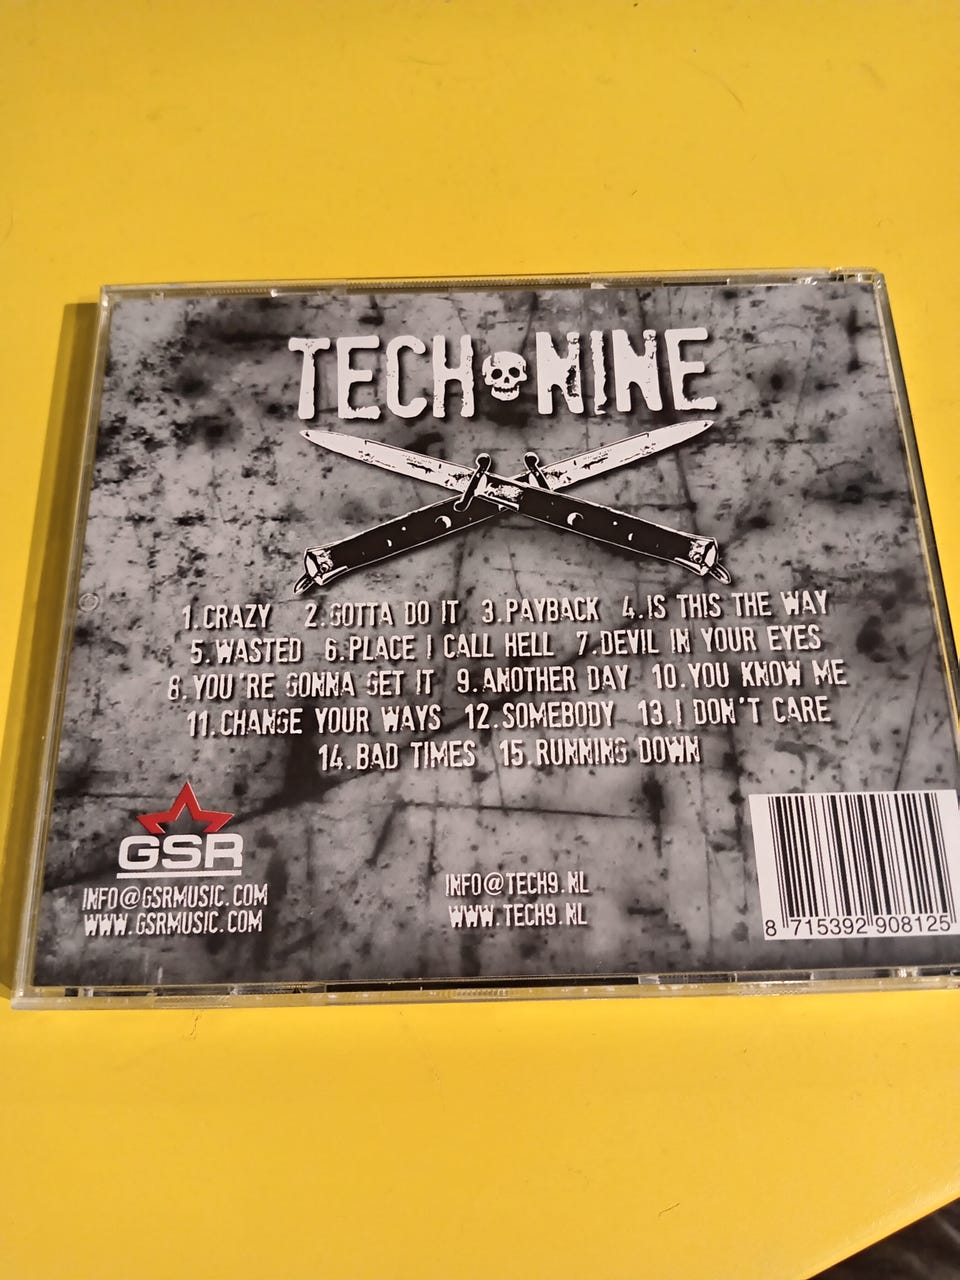 TECH NINE
1.CRAZY 2.GOTTA DO IT 3.PAYBACK 4.IS THIS THE WAY
5.WASTED 6.PLACE I CALL HELL 7.DEVIL IN YOUR EYES
8.YOU'RE GONNA GET IT 9.ANOTHER DAY 10.YOU KNOW ME
11.CHANGE YOUR WAYS 12.SOMEBODY 13.I DON'T CARE
14.BAD TIMES 15.RUNNING DOWN
GSR
INFO@GSRMUSIC.COM
WWW.GSRMUSIC.COM
INFO@TECH9.NL
WWW.TECH9.NL
8 715392 908125